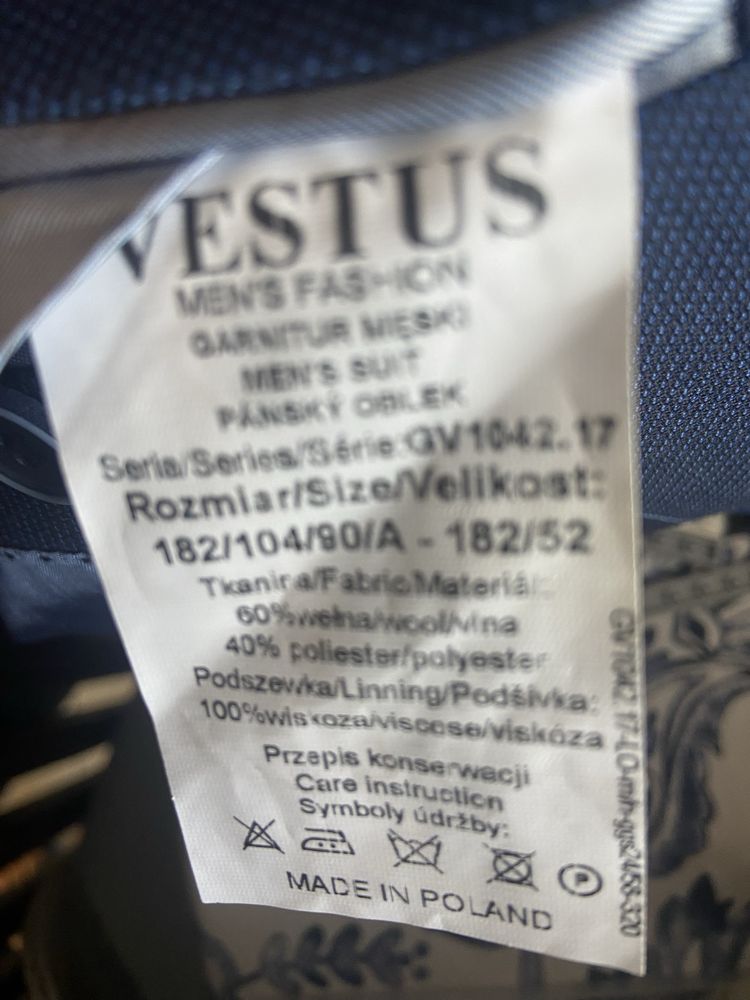 VESTUS
MEN'S FASHION
GARNITUR MĘSKI
MEN'S SUIT
PÁNSKÝ OBLEK
Seria/Series/Série:GV1042.17
Rozmiar/Size/Velikost:
182/104/90/A - 182/52
Tkanina/Fabric/Materiál:
60%wełna/wool/vlna
40% poliester/polyester
Podszewka/Linning/Podšívka:
100%wiskoza/viscose/viskóza
Przepis konserwacji
Care instruction
Symboly údržby:
P
MADE IN POLAND